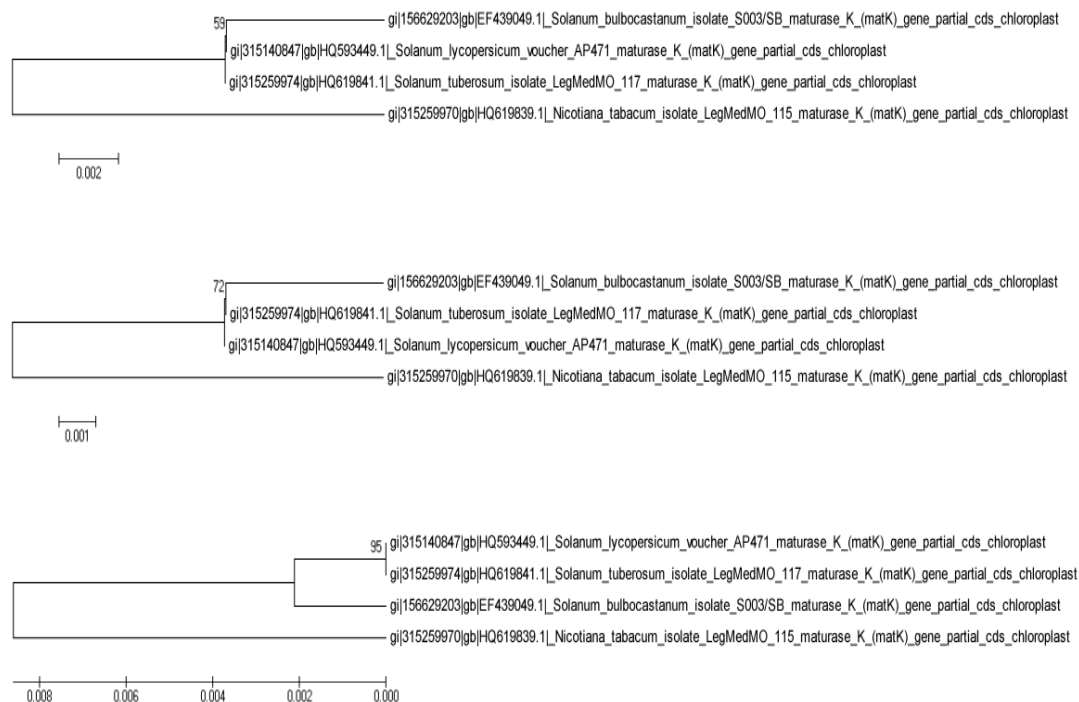 59
gi|156629203|gb|EF439049.1|_Solanum_bulbocastanum_isolate_S003/SB_maturase_K_(matK)_gene_partial_cds_chloroplast
gi|315140847|gb|HQ593449.1|_Solanum_lycopersicum_voucher_AP471_maturase_K_(matK)_gene_partial_cds_chloroplast
gi|315259974|gb|HQ619841.1|_Solanum_tuberosum_isolate_LegMedMO_117_maturase_K_(matK)_gene_partial_cds_chloroplast
gi|315259970|gb|HQ619839.1|_Nicotiana_tabacum_isolate_LegMedMO_115_maturase_K_(matK)_gene_partial_cds_chloroplast
0.002
72
gi|156629203|gb|EF439049.1|_Solanum_bulbocastanum_isolate_S003/SB_maturase_K_(matK)_gene_partial_cds_chloroplast
gi|315259974|gb|HQ619841.1|_Solanum_tuberosum_isolate_LegMedMO_117_maturase_K_(matK)_gene_partial_cds_chloroplast
gi|315140847|gb|HQ593449.1|_Solanum_lycopersicum_voucher_AP471_maturase_K_(matK)_gene_partial_cds_chloroplast
gi|315259970|gb|HQ619839.1|_Nicotiana_tabacum_isolate_LegMedMO_115_maturase_K_(matK)_gene_partial_cds_chloroplast
0.001
95
gi|315140847|gb|HQ593449.1|_Solanum_lycopersicum_voucher_AP471_maturase_K_(matK)_gene_partial_cds_chloroplast
gi|315259974|gb|HQ619841.1|_Solanum_tuberosum_isolate_LegMedMO_117_maturase_K_(matK)_gene_partial_cds_chloroplast
gi|156629203|gb|EF439049.1|_Solanum_bulbocastanum_isolate_S003/SB_maturase_K_(matK)_gene_partial_cds_chloroplast
gi|315259970|gb|HQ619839.1|_Nicotiana_tabacum_isolate_LegMedMO_115_maturase_K_(matK)_gene_partial_cds_chloroplast
0.008 0.006 0.004 0.002 0.000